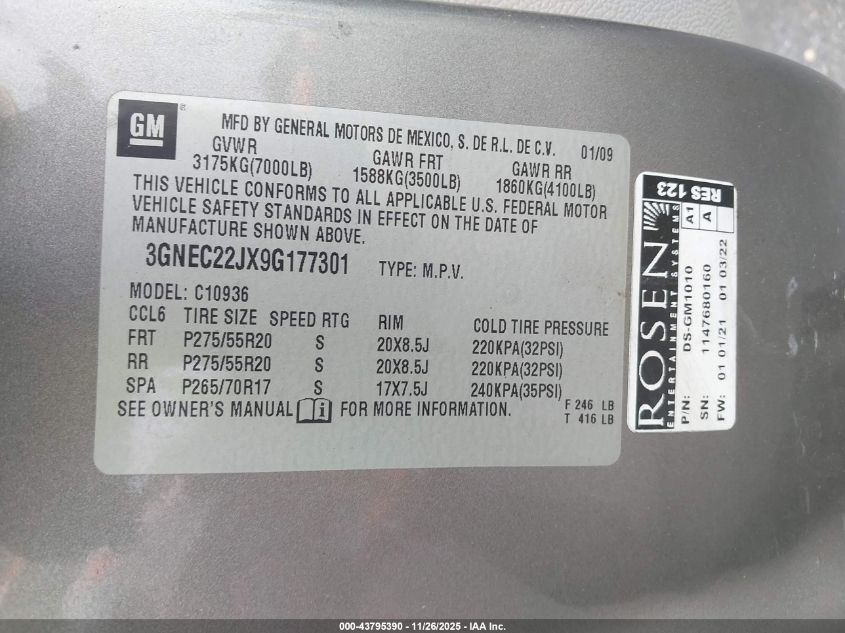 GM
MFD BY GENERAL MOTORS DE MEXICO, S. DE R.L. DE C.V. 01/09
GVWR GAWR FRT GAWR RR
3175KG(7000LB) 1588KG(3500LB) 1860KG(4100LB)
THIS VEHICLE CONFORMS TO ALL APPLICABLE U.S. FEDERAL MOTOR
VEHICLE SAFETY STANDARDS IN EFFECT ON THE DATE OF
MANUFACTURE SHOWN ABOVE.
3GNEC22JX9G177301 TYPE: M.P.V.
MODEL: C10936
CCL6 TIRE SIZE SPEED RTG RIM COLD TIRE PRESSURE
FRT P275/55R20 S 20X8.5J 220KPA(32PSI)
RR P275/55R20 S 20X8.5J 220KPA(32PSI)
SPA P265/70R17 S 17X7.5J 240KPA(35PSI)
SEE OWNER'S MANUAL i FOR MORE INFORMATION.
F 246 LB
T 416 LB
RES 123
ROSEN
ENTERTAINMENT SYSTEMS
A1
A
P/N: DS-GM1010
SN: 1147680160
FW: 01 01/21 01 03/22
000-43795390 - 11/26/2025 - IAA Inc.